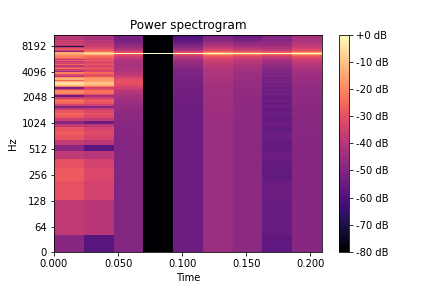 Power spectrogram
8192
4096
2048
1024
512
256
128
64
0
Hz
0.000 0.050 0.100 0.150 0.200
Time
+0 dB
-10 dB
-20 dB
-30 dB
-40 dB
-50 dB
-60 dB
-70 dB
-80 dB